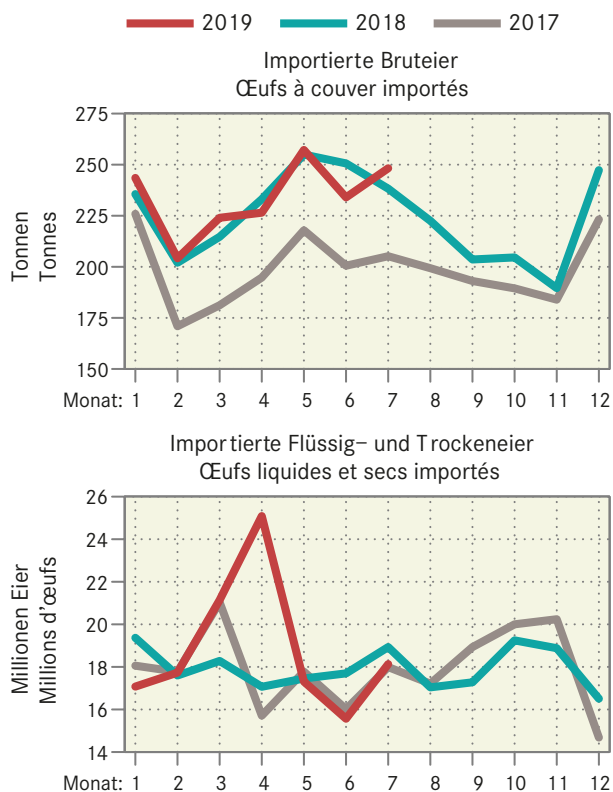 2019 2018 2017
Importierte Bruteier
Œufs à couver importés
Tonnen
Tonnes
275
250
225
200
175
150
Monat: 1 2 3 4 5 6 7 8 9 10 11 12
Importierte Flüssig– und Trockeneier
Œufs liquides et secs importés
Millionen Eier
Millions d'œufs
26
24
22
20
18
16
14
Monat: 1 2 3 4 5 6 7 8 9 10 11 12